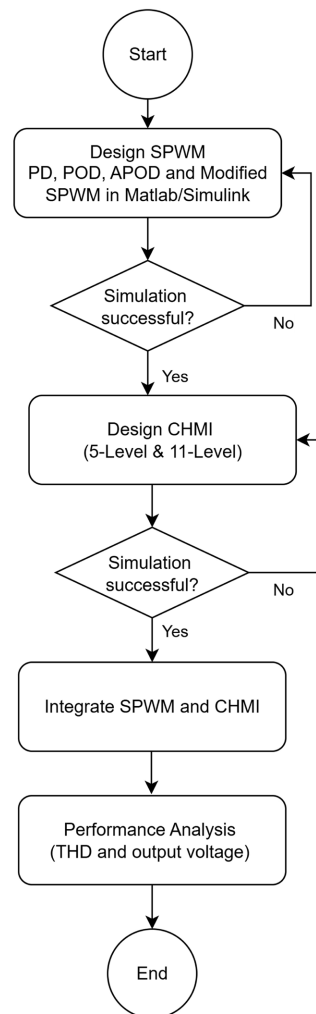 Start
Design SPWM
PD, POD, APOD and Modified
SPWM in Matlab/Simulink
Simulation
successful?
No
Yes
Design CHMI
(5-Level & 11-Level)
Simulation
successful?
No
Yes
Integrate SPWM and CHMI
Performance Analysis
(THD and output voltage)
End